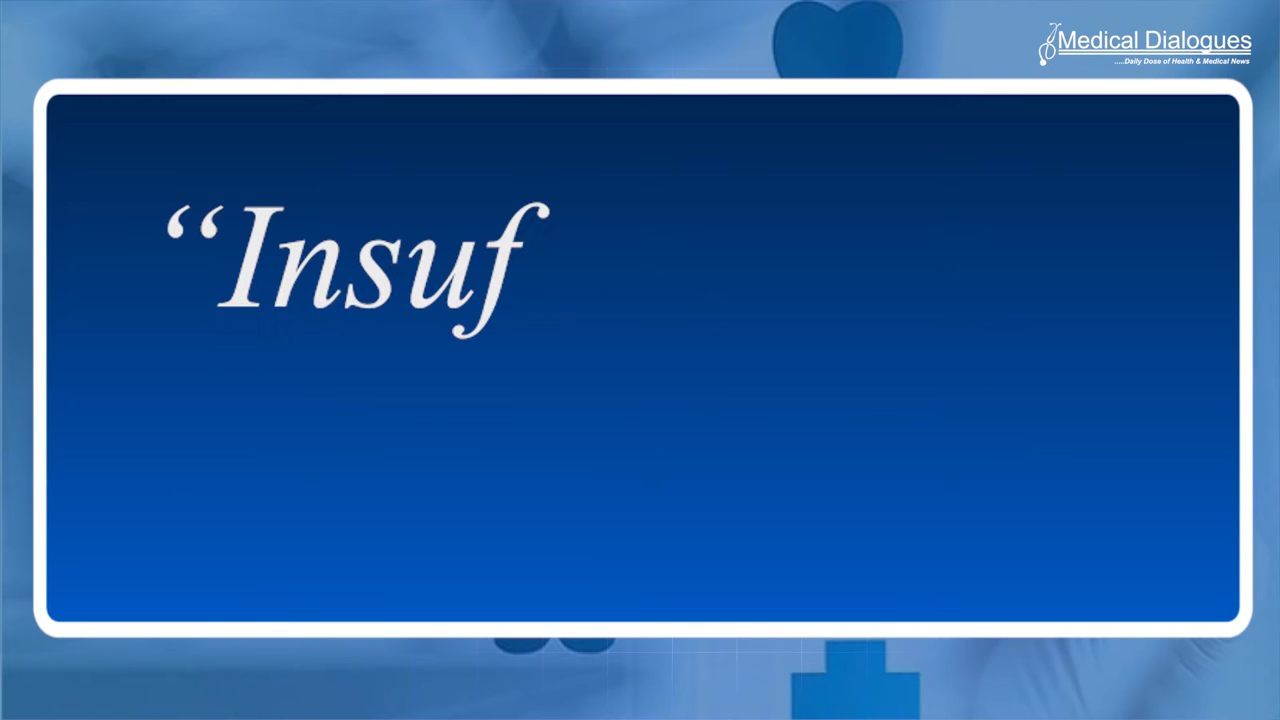 Medical Dialogues
.....Daily Dose of Health & Medical News
“Insuf